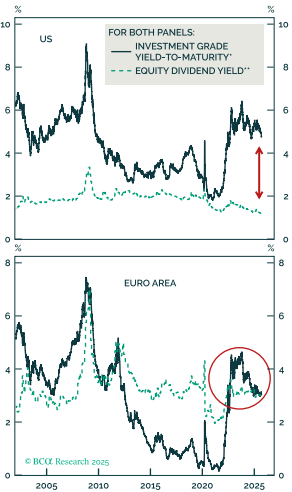 % %
10 10
US
FOR BOTH PANELS:
INVESTMENT GRADE
YIELD-TO-MATURITY*
EQUITY DIVIDEND YIELD**
8 8
6 6
4 4
2 2
0 0
% %
8 8
EURO AREA
6 6
4 4
2 2
© BCα Research 2025
0 0
2005 2010 2015 2020 2025